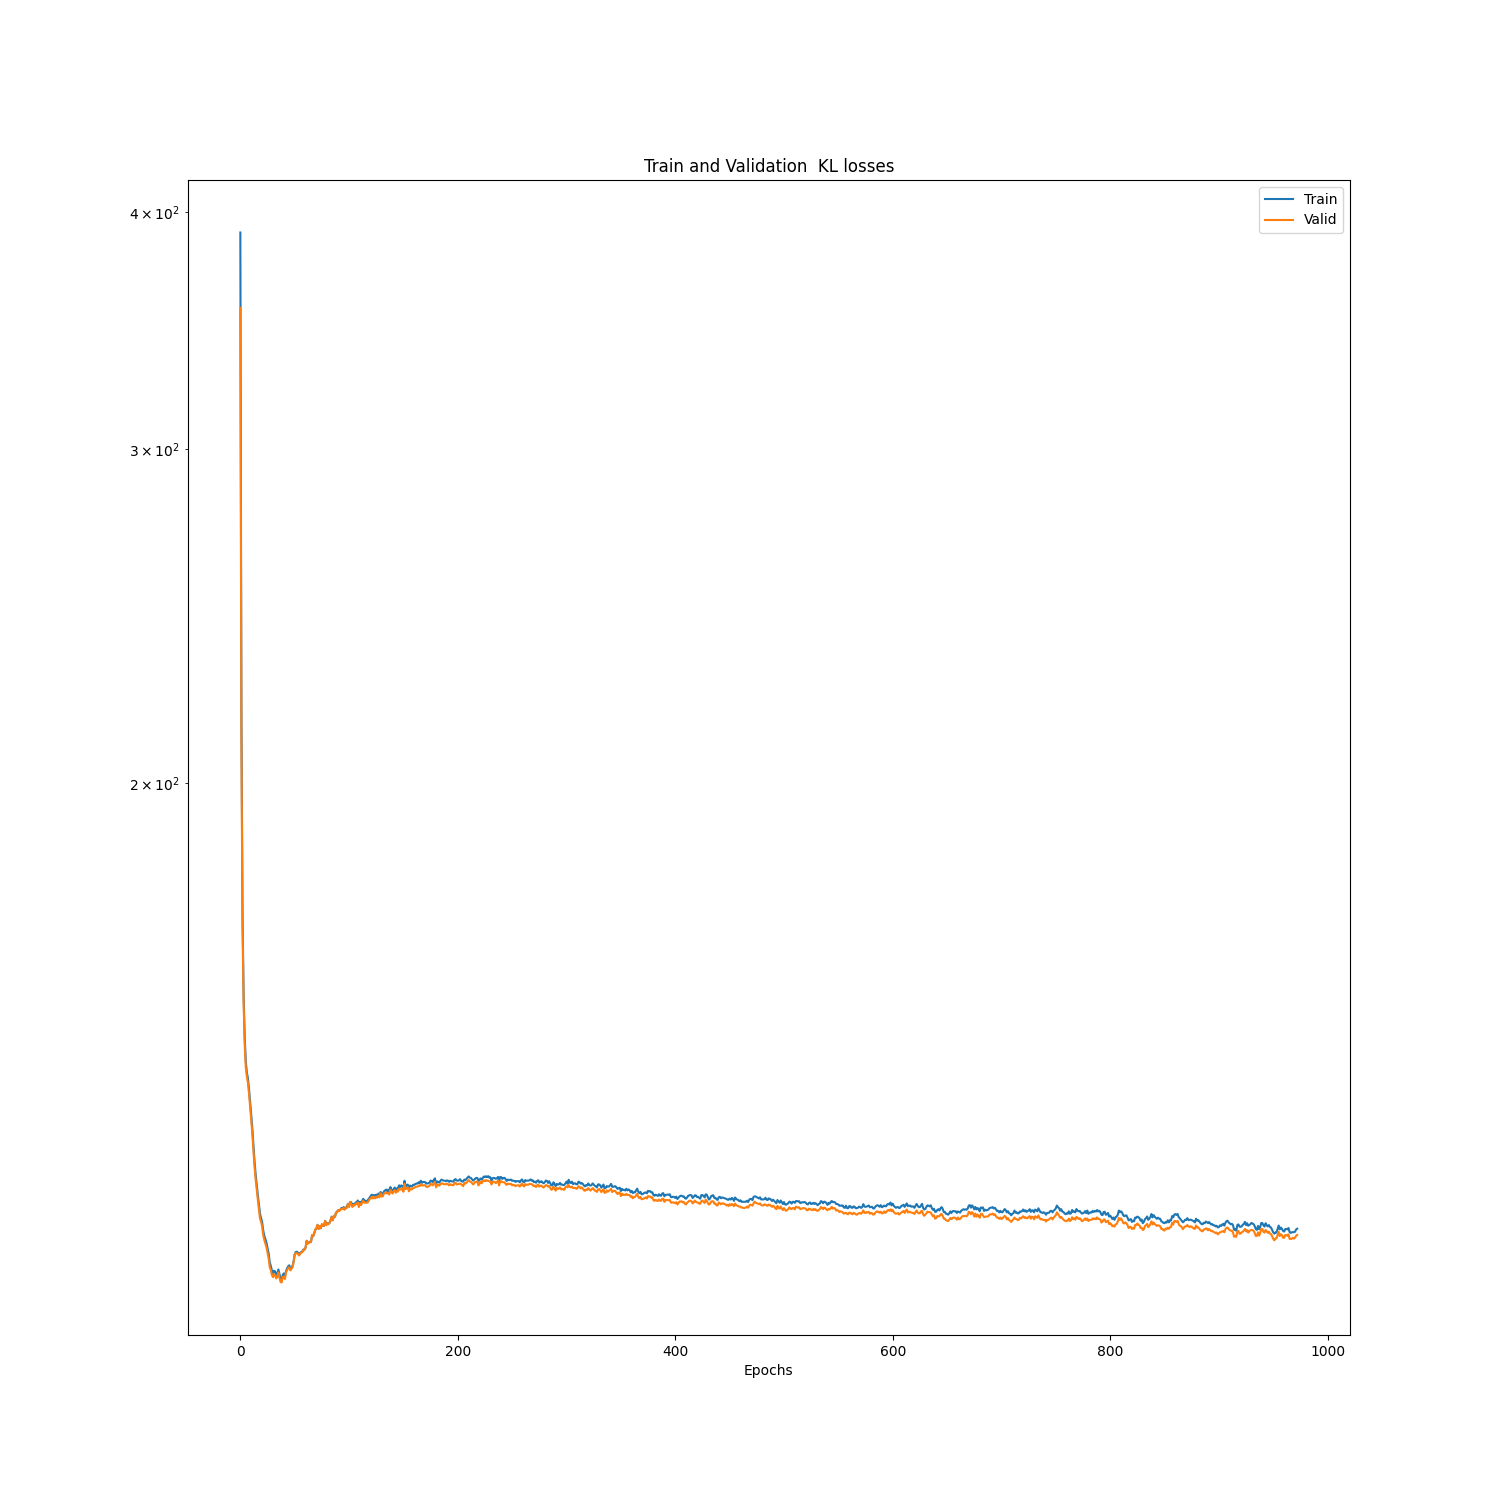 Train and Validation  KL losses
Train
Valid
4 × 10²
3 × 10²
2 × 10²
0
200
400
600
800
1000
Epochs